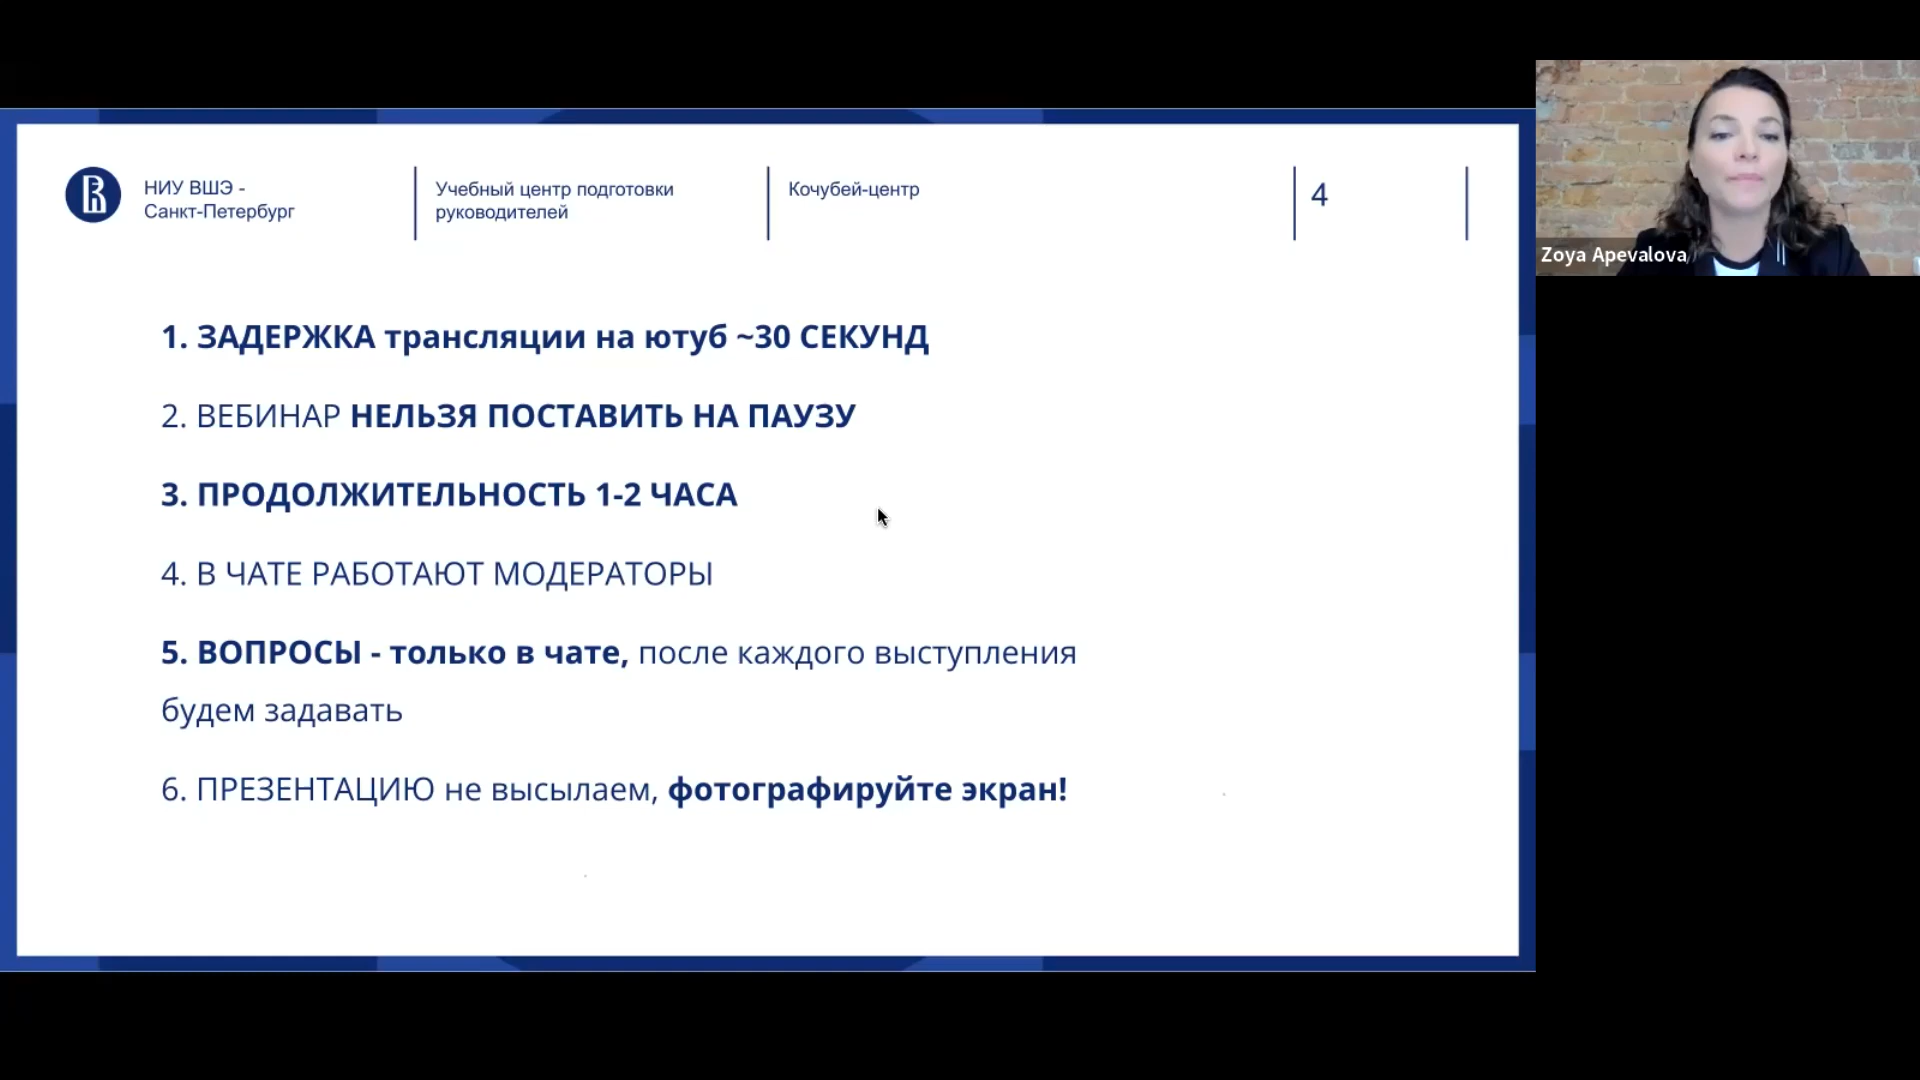 НИУ ВШЭ -
Санкт-Петербург
Учебный центр подготовки
руководителей
Кочубей-центр
4
1. ЗАДЕРЖКА трансляции на ютуб ~30 СЕКУНД
2. ВЕБИНАР НЕЛЬЗЯ ПОСТАВИТЬ НА ПАУЗУ
3. ПРОДОЛЖИТЕЛЬНОСТЬ 1-2 ЧАСА
4. В ЧАТЕ РАБОТАЮТ МОДЕРАТОРЫ
5. ВОПРОСЫ - только в чате, после каждого выступления
будем задавать
6. ПРЕЗЕНТАЦИЮ не высылаем, фотографируйте экран!
Zoya Apevalova